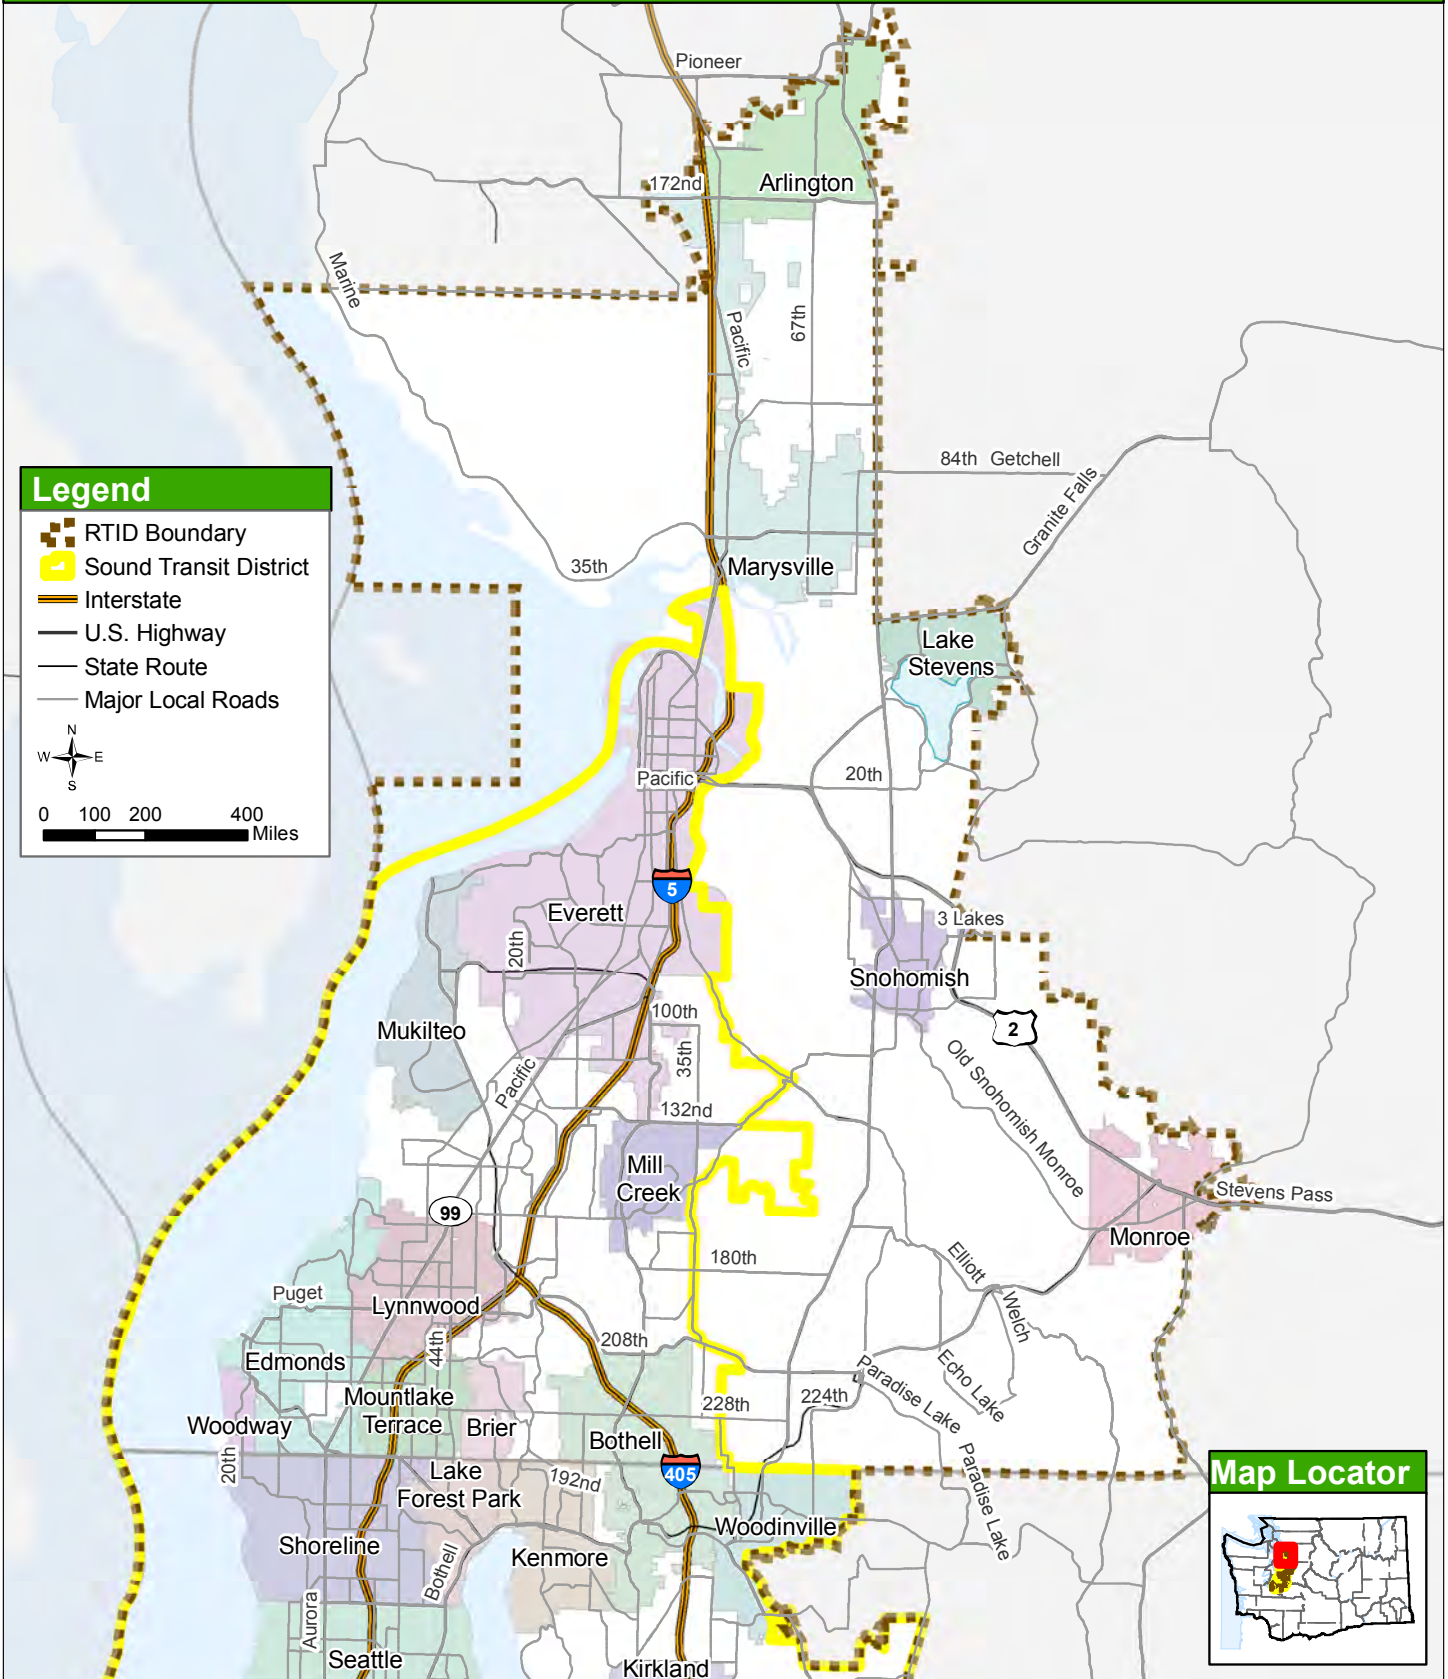 Pioneer
172nd
Arlington
Marine
Pacific
67th
84th Getchell
Granite Falls
Legend
RTID Boundary
Sound Transit District
Interstate
U.S. Highway
State Route
Major Local Roads
N
W E
S
0 100 200 400
Miles
35th
Marysville
Lake
Stevens
Pacific
20th
5
Everett
20th
3 Lakes
Snohomish
2
Mukilteo
100th
35th
Pacific
132nd
Old Snohomish Monroe
Mill
Creek
99
Stevens Pass
Monroe
180th
Elliott
Welch
Puget
Lynnwood
44th
208th
Edmonds
Mountlake
Terrace
Brier
Woodway
20th
228th
224th
Paradise Lake
Echo Lake
Paradise Lake
Bothell
405
Lake
Forest Park
192nd
Woodinville
Shoreline
Kenmore
Bothell
Aurora
Seattle
Kirkland
Map Locator